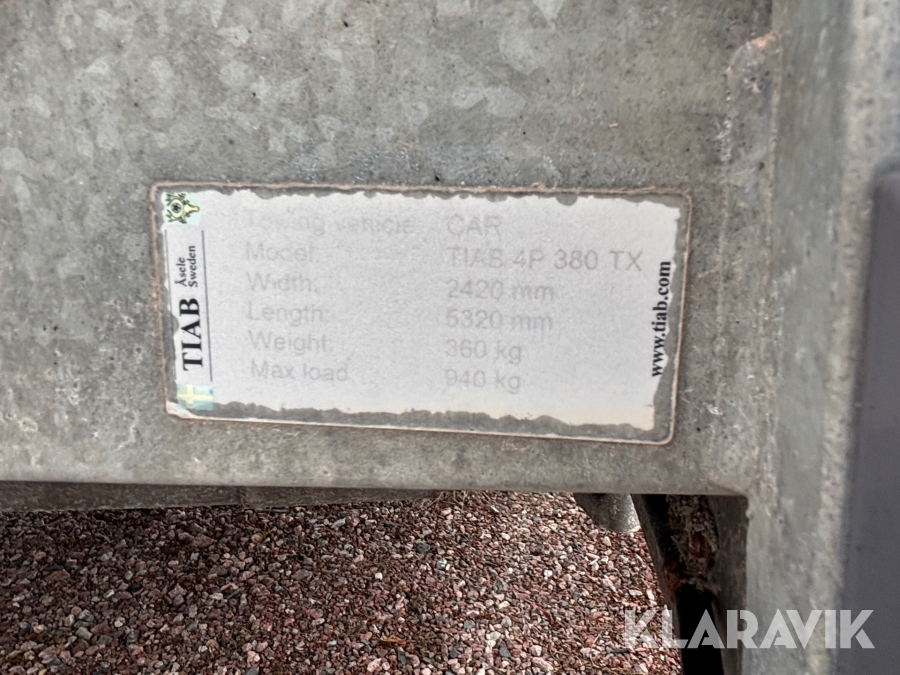 Towing vehicle: CAR
Model: TIAB 4P 380 TX
Width: 2420 mm
Length: 5320 mm
Weight: 360 kg
Max load 940 kg
TIAB Åsele
Sweden
www.tiab.com
KLARAVIK